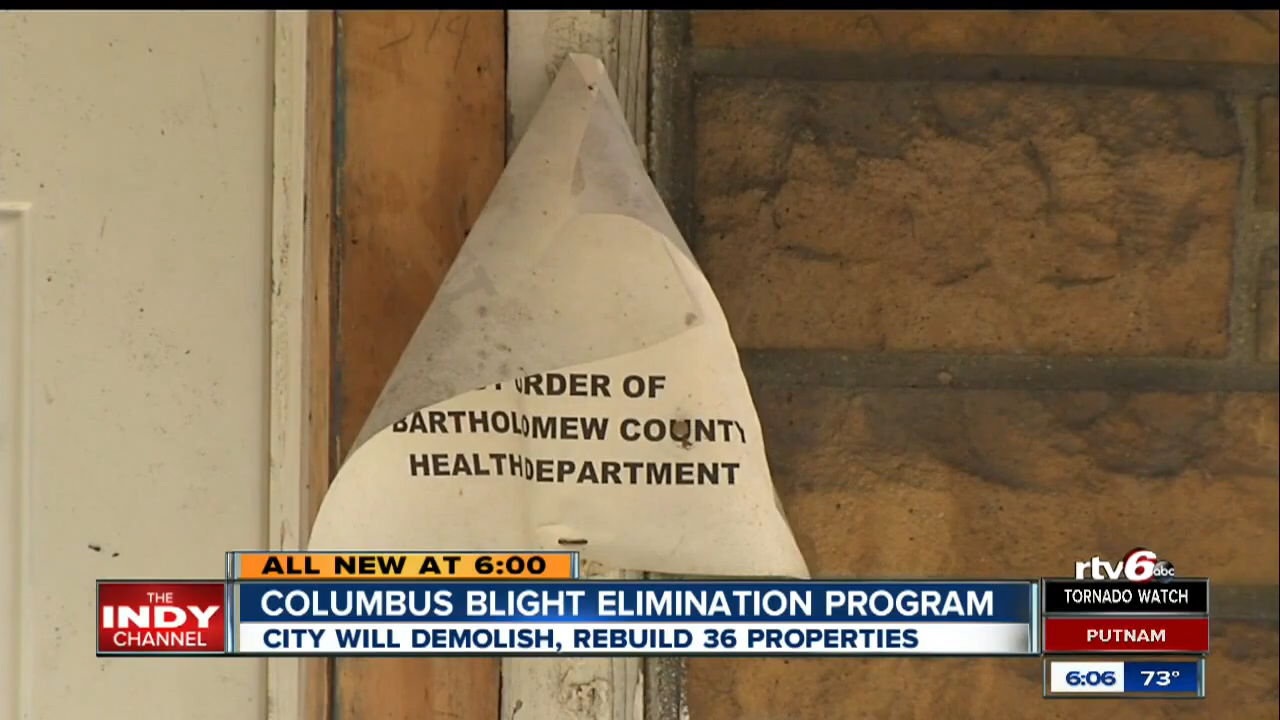 ORDER OF
BARTHOLOMEW COUNTY
HEALTH DEPARTMENT
ALL NEW AT 6:00
THE
INDY
CHANNEL
COLUMBUS BLIGHT ELIMINATION PROGRAM
CITY WILL DEMOLISH, REBUILD 36 PROPERTIES
rtv6 abc
TORNADO WATCH
PUTNAM
6:06 73°